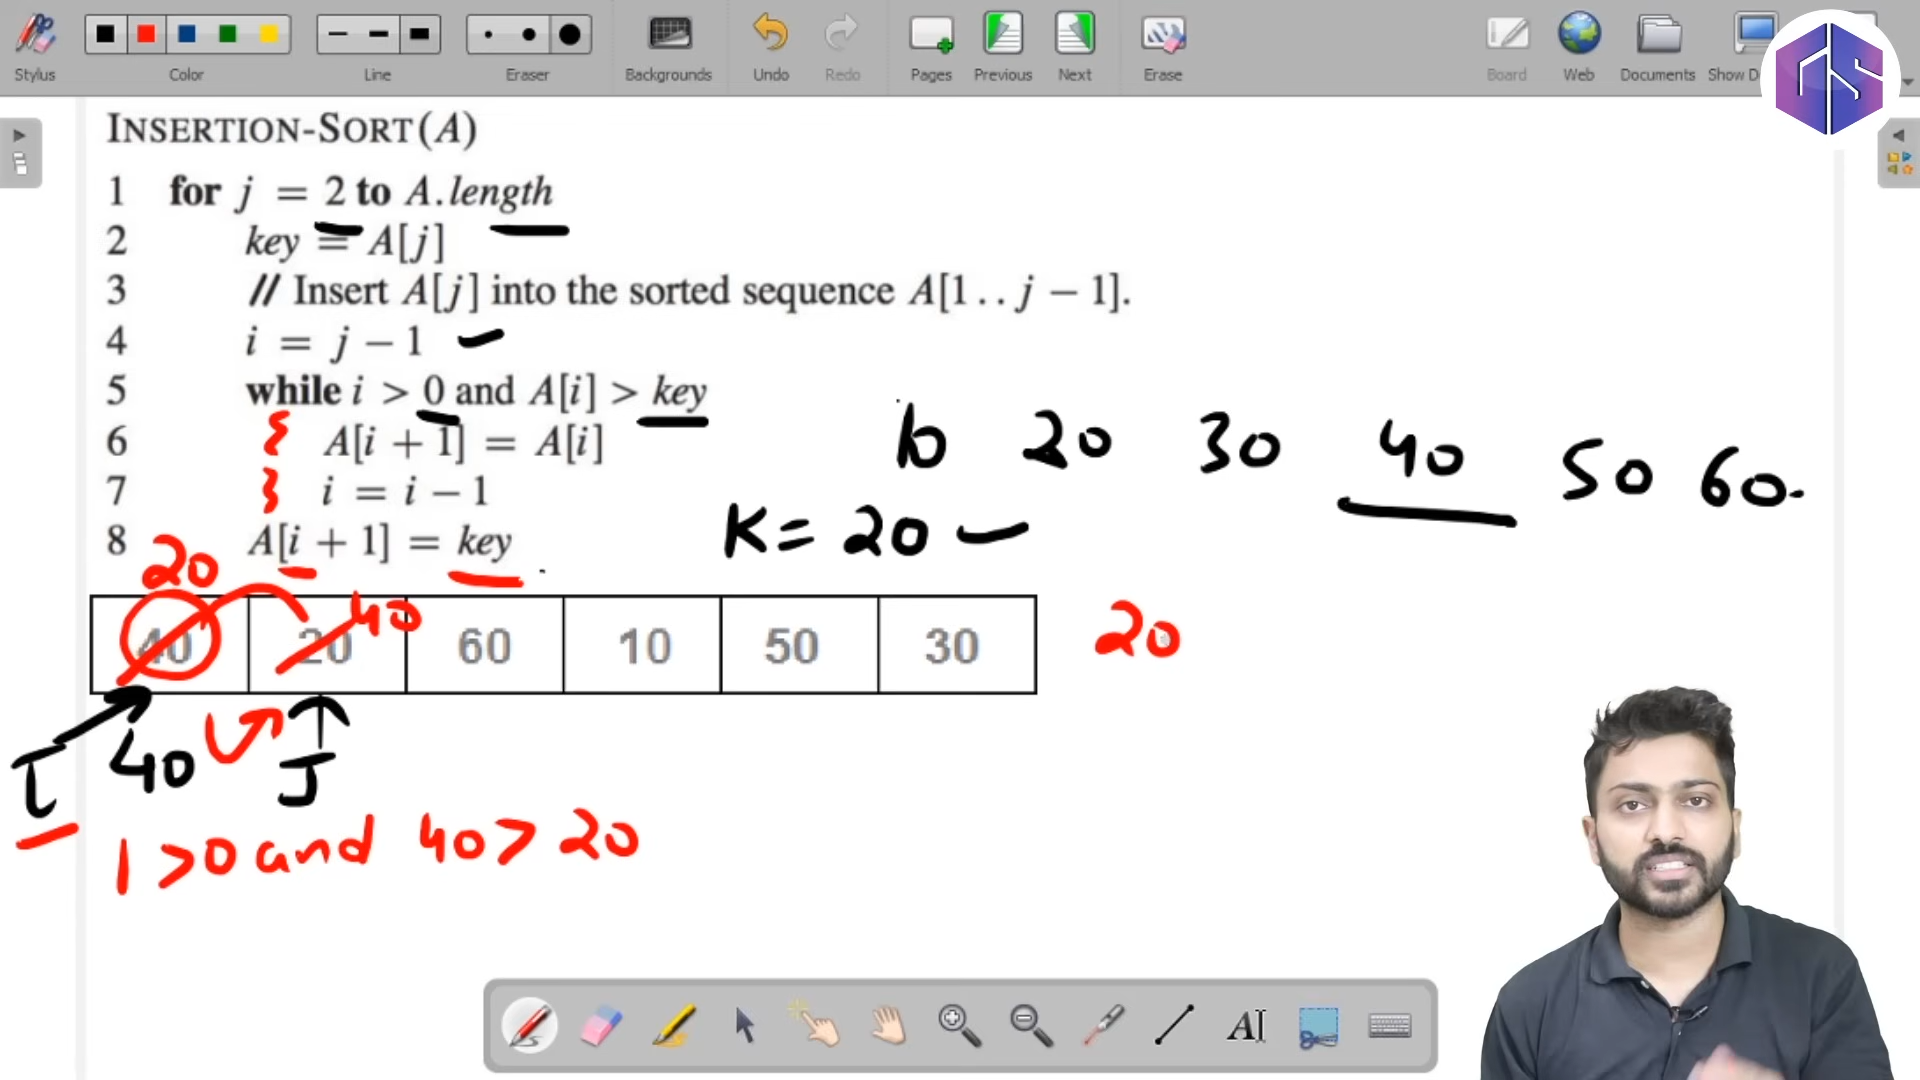 Stylus Color Line Eraser Backgrounds Undo Redo Pages Previous Next Erase Board Web Documents Show D
INSERTION-SORT(A)
1 for j = 2 to A.length
2 key = A[j]
3 // Insert A[j] into the sorted sequence A[1 . . j − 1].
4 i = j − 1
5 while i > 0 and A[i] > key
6 A[i + 1] = A[i]
7 i = i − 1
8 A[i + 1] = key
10 20 30 40 50 60
K = 20
20
40 20 40 60 10 50 30 20
I 40 J
1 > 0 and 40 > 20